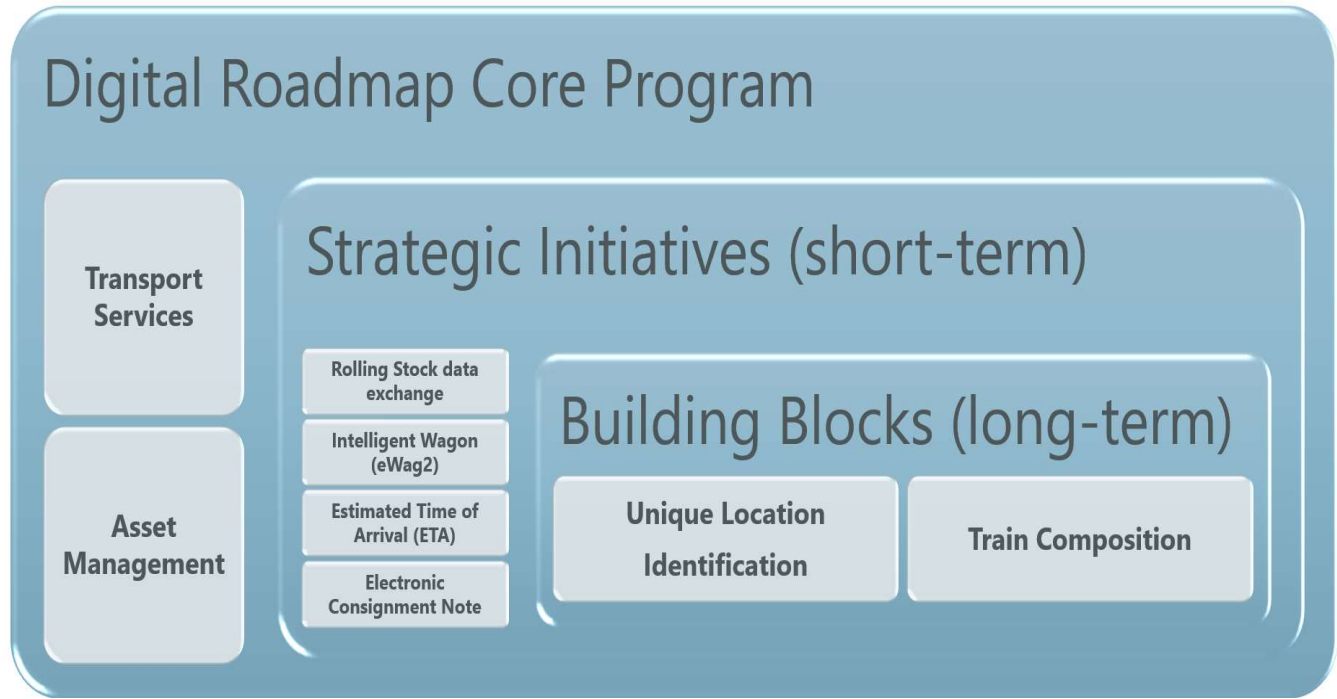 Digital Roadmap Core Program
Transport
Services
Asset
Management
Strategic Initiatives (short-term)
Rolling Stock data
exchange
Intelligent Wagon
(eWag2)
Estimated Time of
Arrival (ETA)
Electronic
Consignment Note
Building Blocks (long-term)
Unique Location
Identification
Train Composition